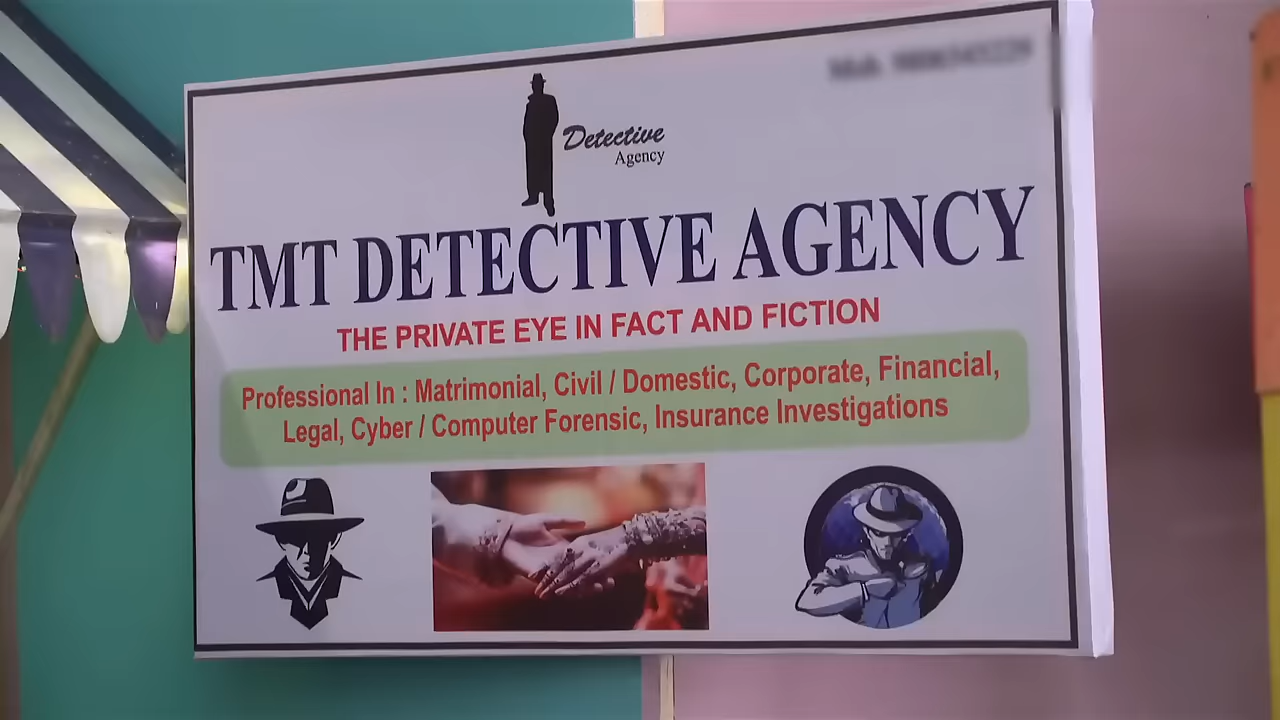 Detective
Agency
TMT DETECTIVE AGENCY
THE PRIVATE EYE IN FACT AND FICTION
Professional In : Matrimonial, Civil / Domestic, Corporate, Financial,
Legal, Cyber / Computer Forensic, Insurance Investigations